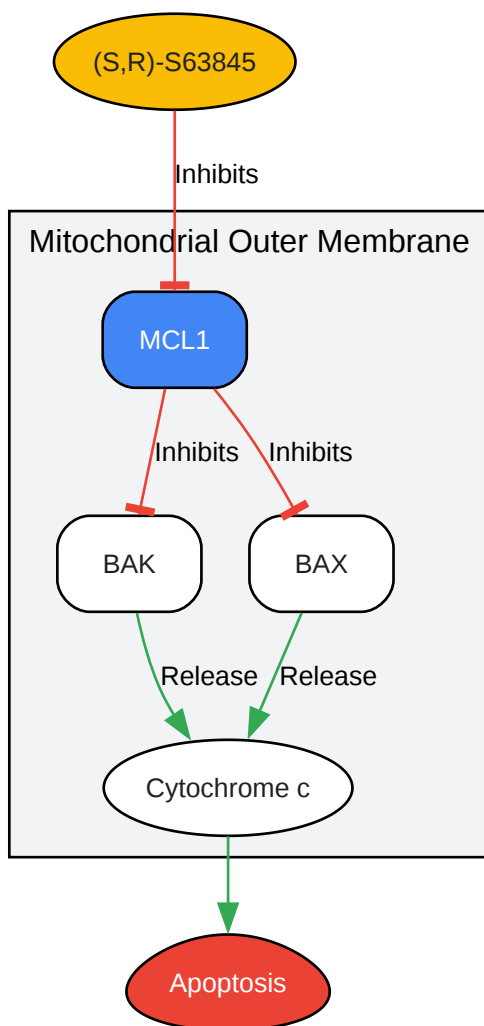 (S,R)-S63845
Inhibits
Mitochondrial Outer Membrane
MCL1
Inhibits
Inhibits
BAK
BAX
Release
Release
Cytochrome c
Apoptosis